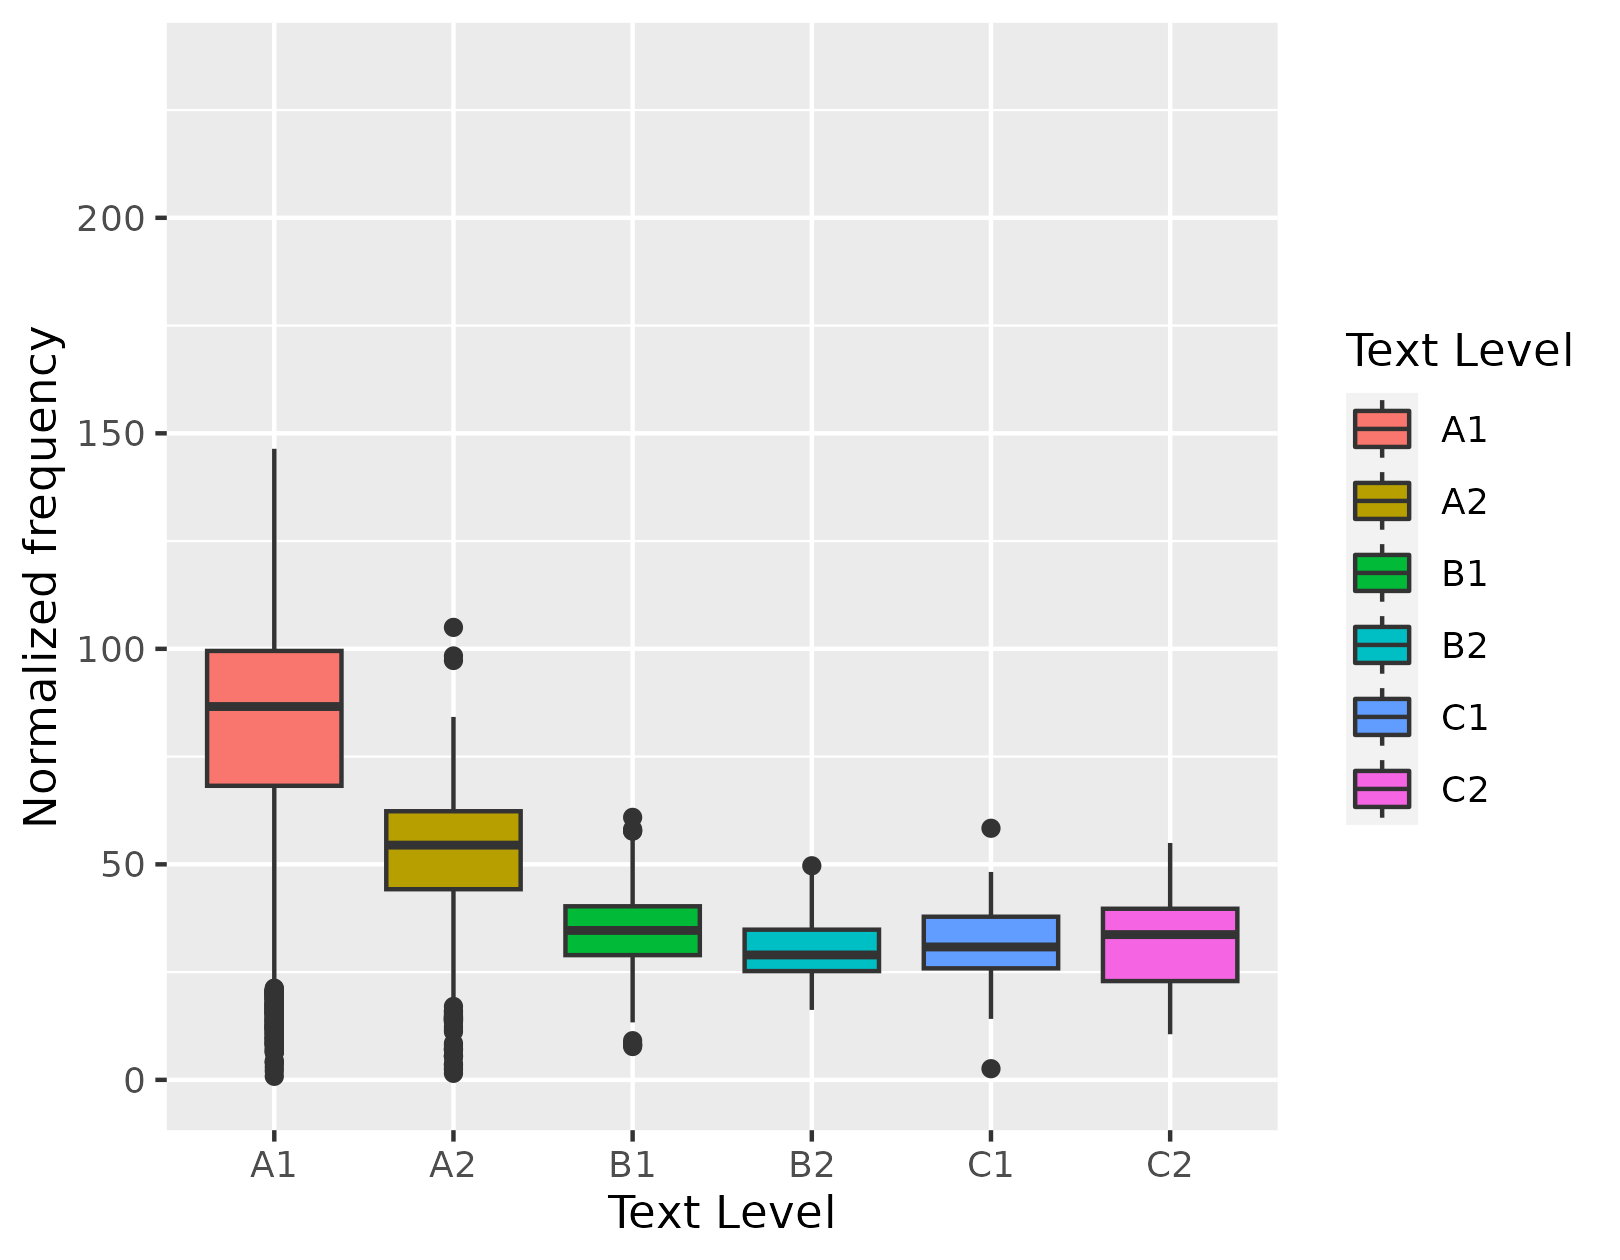 Normalized frequency
200
150
100
50
0
A1 A2 B1 B2 C1 C2
Text Level
Text Level
A1
A2
B1
B2
C1
C2